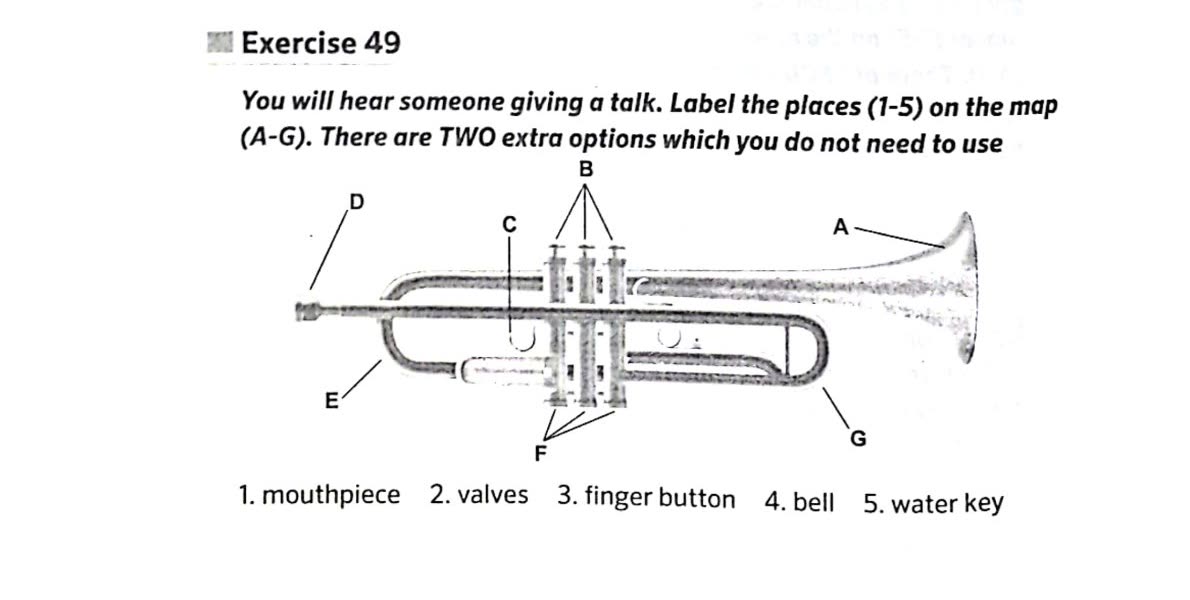 Exercise 49
You will hear someone giving a talk. Label the places (1-5) on the map
(A-G). There are TWO extra options which you do not need to use
B
D
C
A
E
F
G
1. mouthpiece 2. valves 3. finger button 4. bell 5. water key